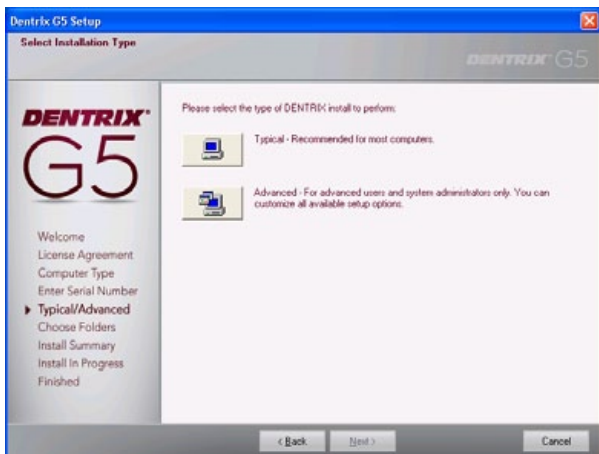 Dentrix G5 Setup
Select Installation Type
DENTRIX G5
DENTRIX®
G5
Welcome
License Agreement
Computer Type
Enter Serial Number
Typical/Advanced
Choose Folders
Install Summary
Install In Progress
Finished
Please select the type of DENTRIX install to perform:
Typical - Recommended for most computers.
Advanced - For advanced users and system administrators only. You can
customize all available setup options.
< Back
Next >
Cancel